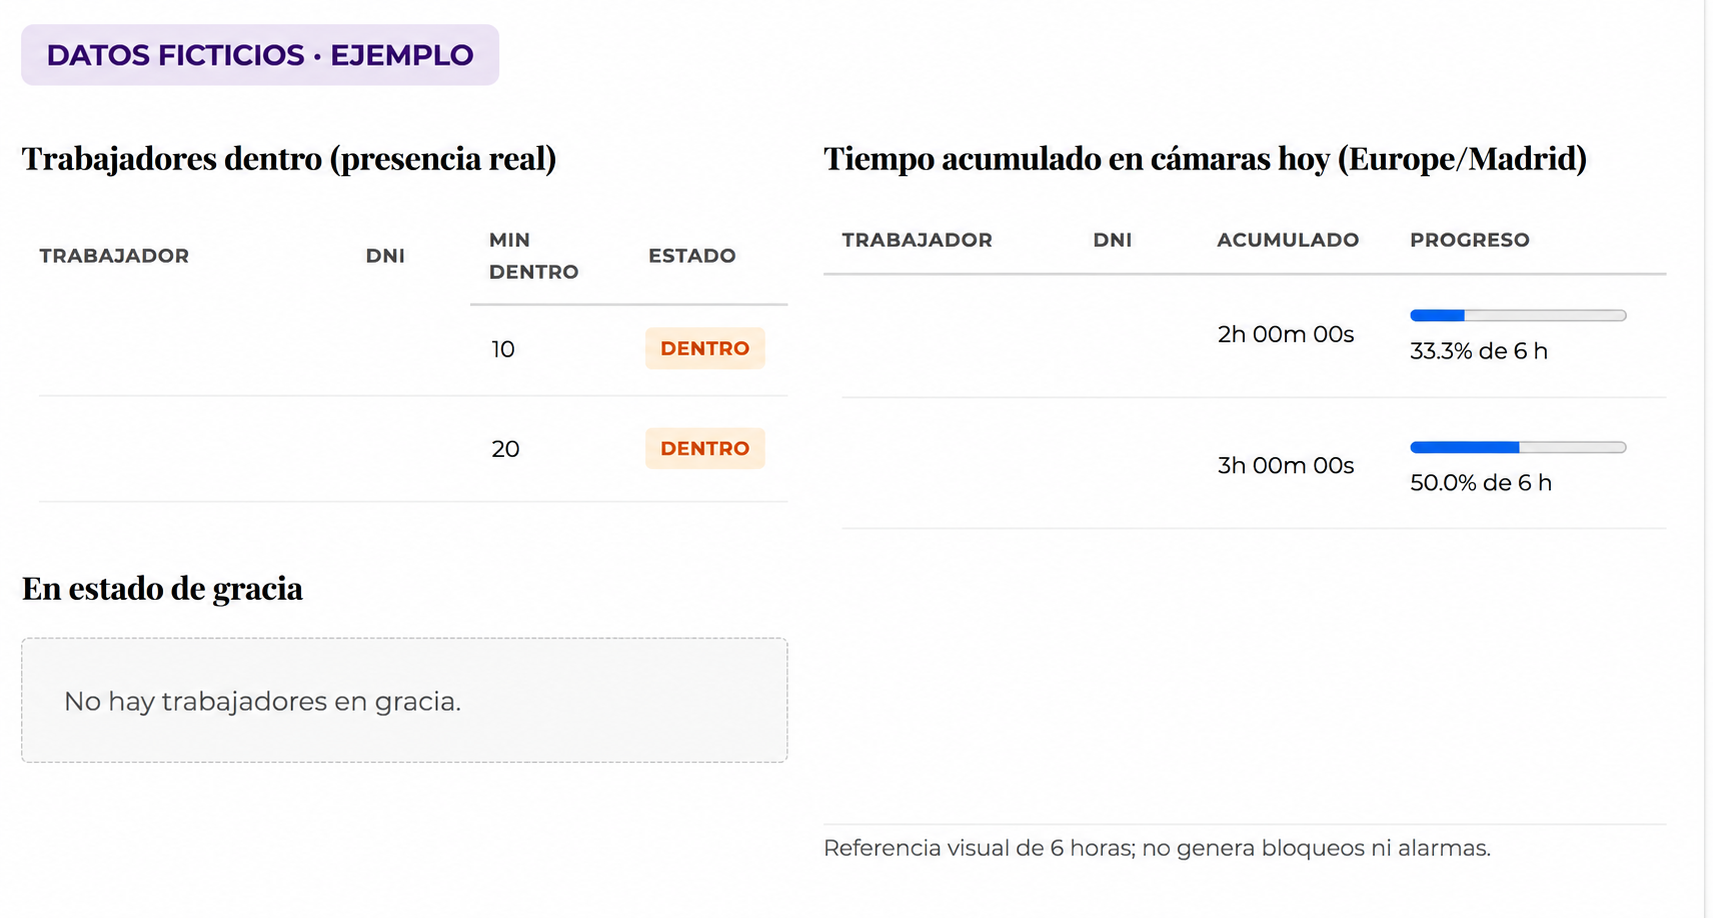 DATOS FICTICIOS · EJEMPLO
Trabajadores dentro (presencia real)
TRABAJADOR DNI MIN DENTRO ESTADO
10 DENTRO
20 DENTRO
En estado de gracia
No hay trabajadores en gracia.
Tiempo acumulado en cámaras hoy (Europe/Madrid)
TRABAJADOR DNI ACUMULADO PROGRESO
2h 00m 00s 33.3% de 6 h
3h 00m 00s 50.0% de 6 h
Referencia visual de 6 horas; no genera bloqueos ni alarmas.